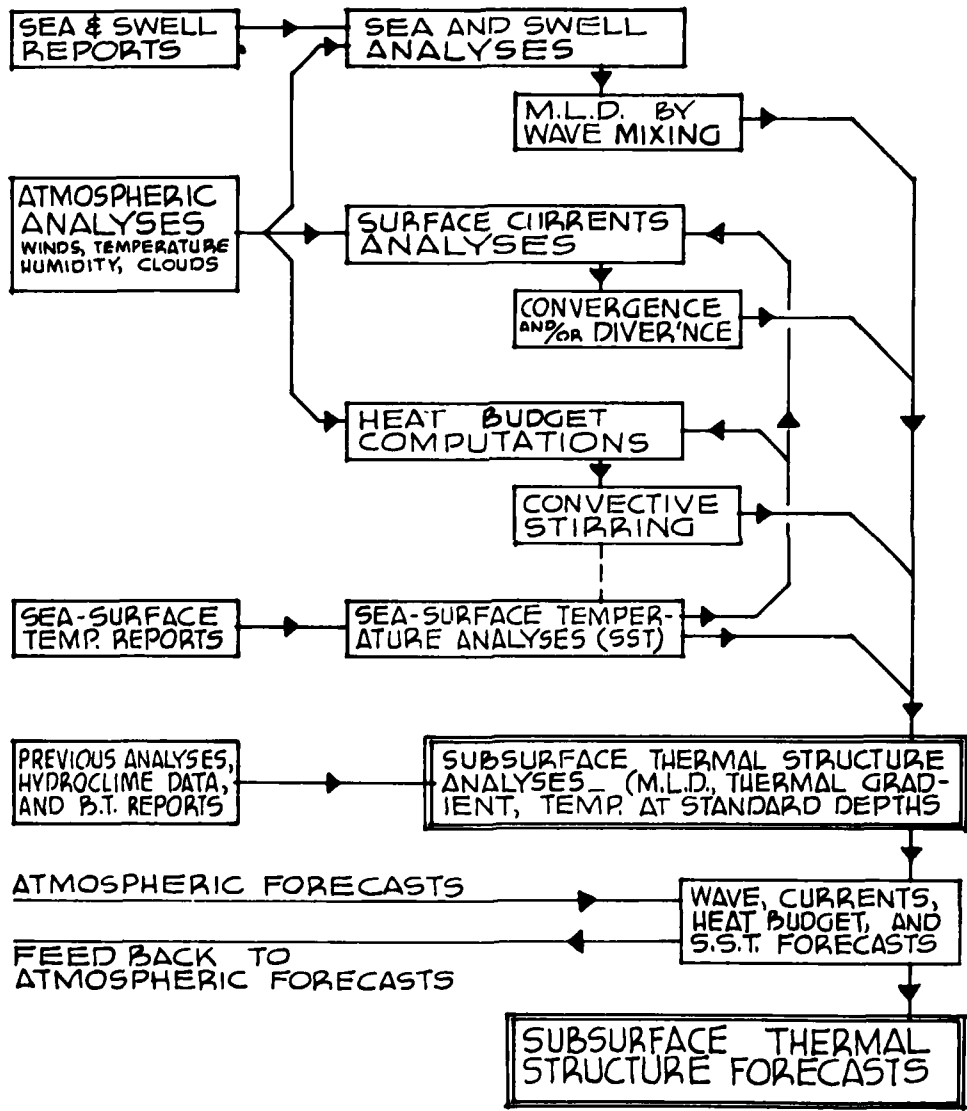 SEA & SWELL
REPORTS
SEA AND SWELL
ANALYSES
M.L.D. BY
WAVE MIXING
ATMOSPHERIC
ANALYSES
WINDS, TEMPERATURE
HUMIDITY, CLOUDS
SURFACE CURRENTS
ANALYSES
CONVERGENCE
AND/OR DIVER'NCE
HEAT BUDGET
COMPUTATIONS
CONVECTIVE
STIRRING
SEA-SURFACE
TEMP. REPORTS
SEA-SURFACE TEMPER-
ATURE ANALYSES (SST)
PREVIOUS ANALYSES,
HYDROCLIME DATA,
AND B.T. REPORTS
SUBSURFACE THERMAL STRUCTURE
ANALYSES_ (M.L.D., THERMAL GRAD-
IENT, TEMP. AT STANDARD DEPTHS
ATMOSPHERIC FORECASTS
WAVE, CURRENTS,
HEAT BUDGET, AND
S.S.T. FORECASTS
FEED BACK TO
ATMOSPHERIC FORECASTS
SUBSURFACE THERMAL
STRUCTURE FORECASTS